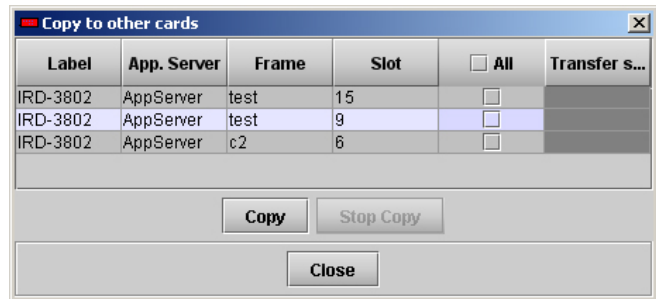 Copy to other cards
Label App. Server Frame Slot All Transfer s...
IRD-3802 AppServer test 15
IRD-3802 AppServer test 9
IRD-3802 AppServer c2 6
Copy Stop Copy
Close